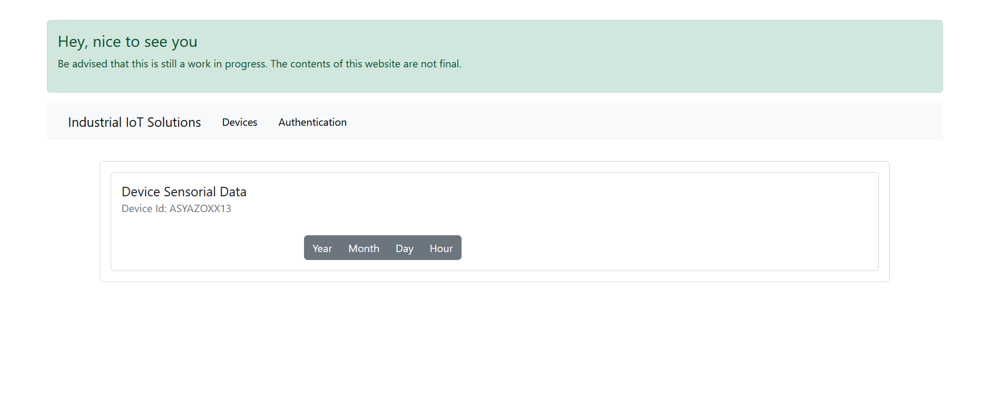 Hey, nice to see you
Be advised that this is still a work in progress. The contents of this website are not final.
Industrial IoT Solutions Devices Authentication
Device Sensorial Data
Device Id: ASYAZOXX13
Year Month Day Hour